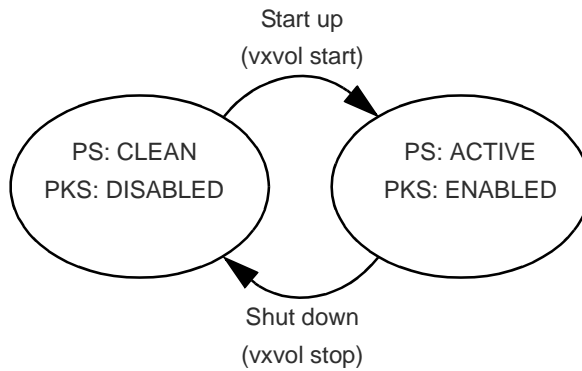 Start up
(vxvol start)
PS: CLEAN
PKS: DISABLED
PS: ACTIVE
PKS: ENABLED
Shut down
(vxvol stop)